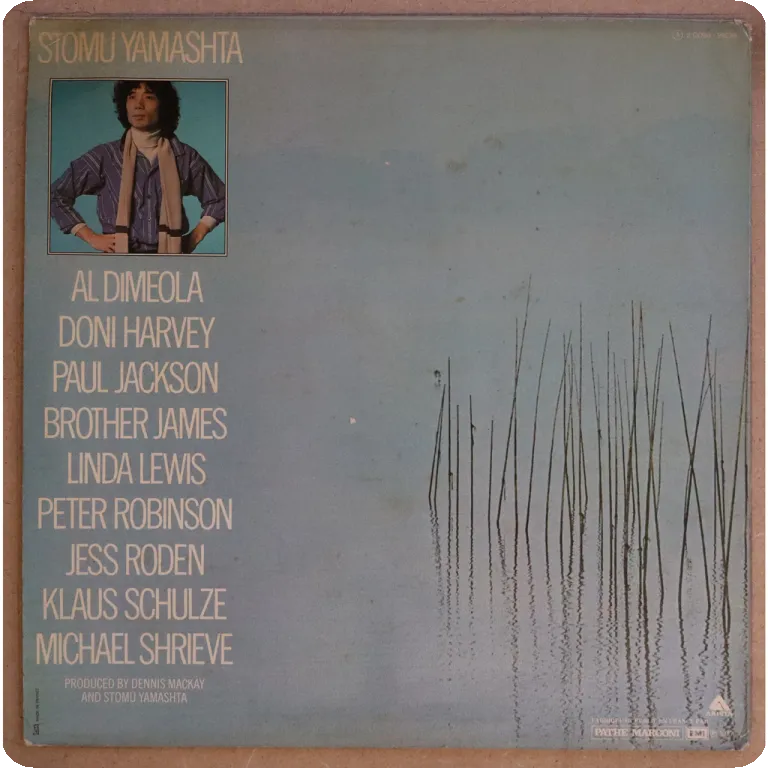 STOMU YAMASHTA
AL DiMEOLA
DONI HARVEY
PAUL JACKSON
BROTHER JAMES
LINDA LEWIS
PETER ROBINSON
JESS RODEN
KLAUS SCHULZE
MICHAEL SHRIEVE
PRODUCED BY DENNIS MACKAY
AND STOMU YAMASHTA
ARISTA
PATHE MARCONI EMI